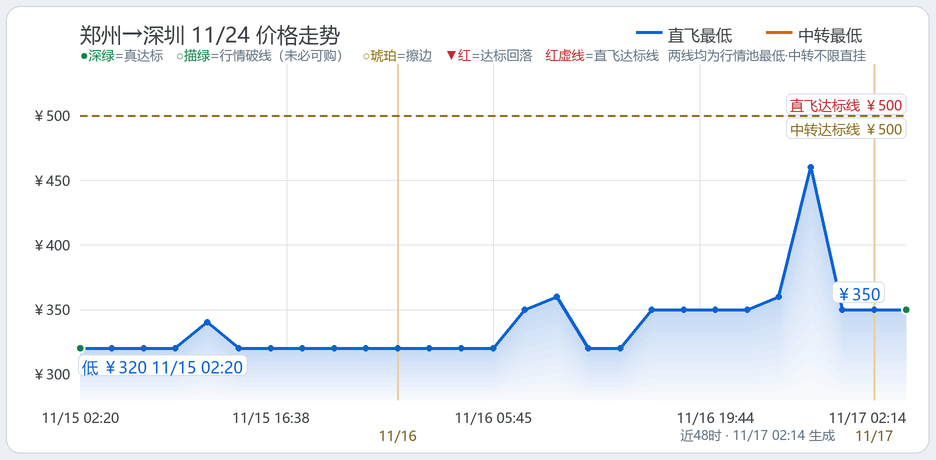 郑州→深圳 11/24 价格走势
直飞最低 中转最低
●深绿=真达标 ○描绿=行情破线（未必可购） ○琥珀=擦边 ▼红=达标回落 红虚线=直飞达标线 两线均为行情池最低·中转不限直挂
直飞达标线 ￥500
中转达标线 ￥500
￥500
￥450
￥400
￥350
￥300
￥350
低 ￥320 11/15 02:20
11/15 02:20 11/15 16:38 11/16 05:45 11/16 19:44 11/17 02:14
11/16 近48时 · 11/17 02:14 生成 11/17